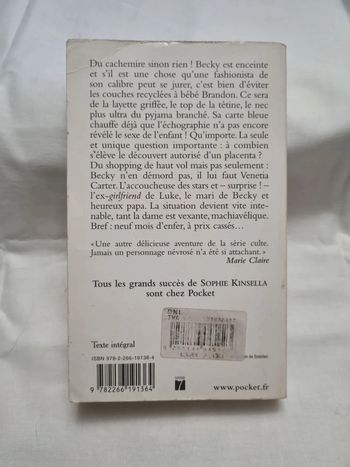 Du cachemire sinon rien ! Becky est enceinte
et s'il est une chose qu'une fashionista de
son calibre peut se jurer, c'est bien d'éviter
les couches recyclées à bébé Brandon. Ce sera
de la layette griffée, le top de la tétine, le nec
plus ultra du pyjama branché. Sa carte bleue
chauffe déjà que l'échographie n'a pas encore
révélé le sexe de l'enfant ! Qu'importe. La seule
et unique question importante : à combien
s'élève le découvert autorisé d'un placenta ?
Du shopping de haut vol mais pas seulement :
Becky n'en démord pas, il lui faut Venetia
Carter. L'accoucheuse des stars et – surprise ! –
l'ex-girlfriend de Luke, le mari de Becky et
heureux papa. La situation devient vite inte-
nable, tant la dame est vexante, machiavélique.
Bref : neuf mois d'enfer, à prix cassés…
« Une autre délicieuse aventure de la série culte.
Jamais un personnage névrosé n'a été si attachant. »
Marie Claire
Tous les grands succès de SOPHIE KINSELLA
sont chez Pocket
Texte intégral
ISBN 978-2-266-19136-4
9 782266 191364
www.pocket.fr